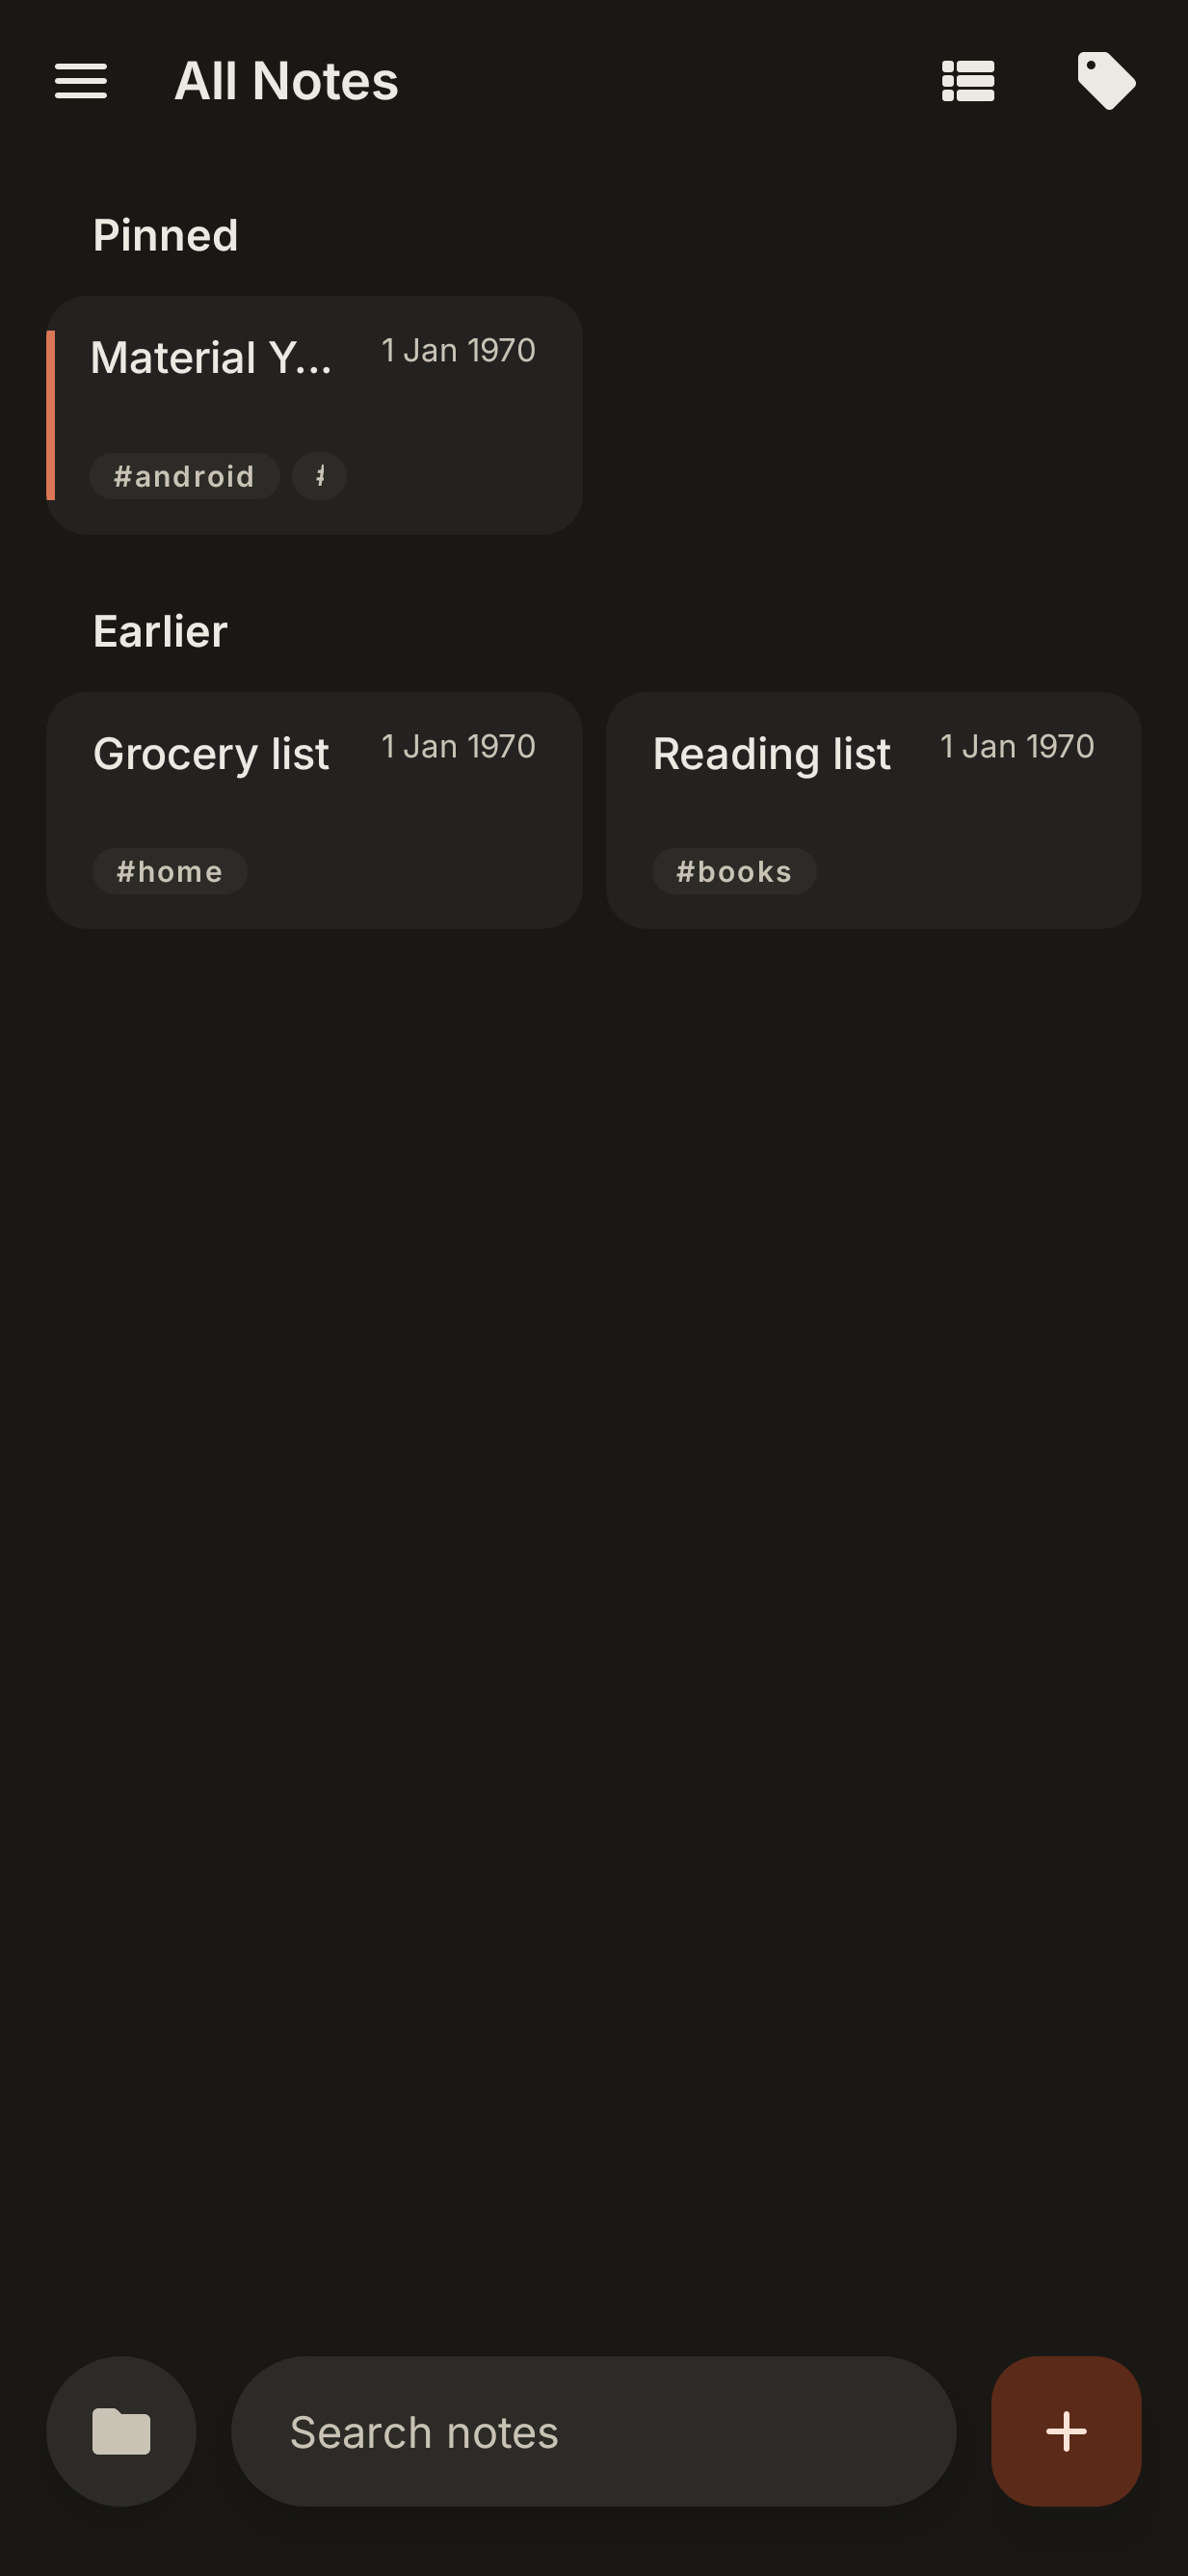 All Notes
Pinned
Material Y... 1 Jan 1970
#android
Earlier
Grocery list 1 Jan 1970
#home
Reading list 1 Jan 1970
#books
Search notes